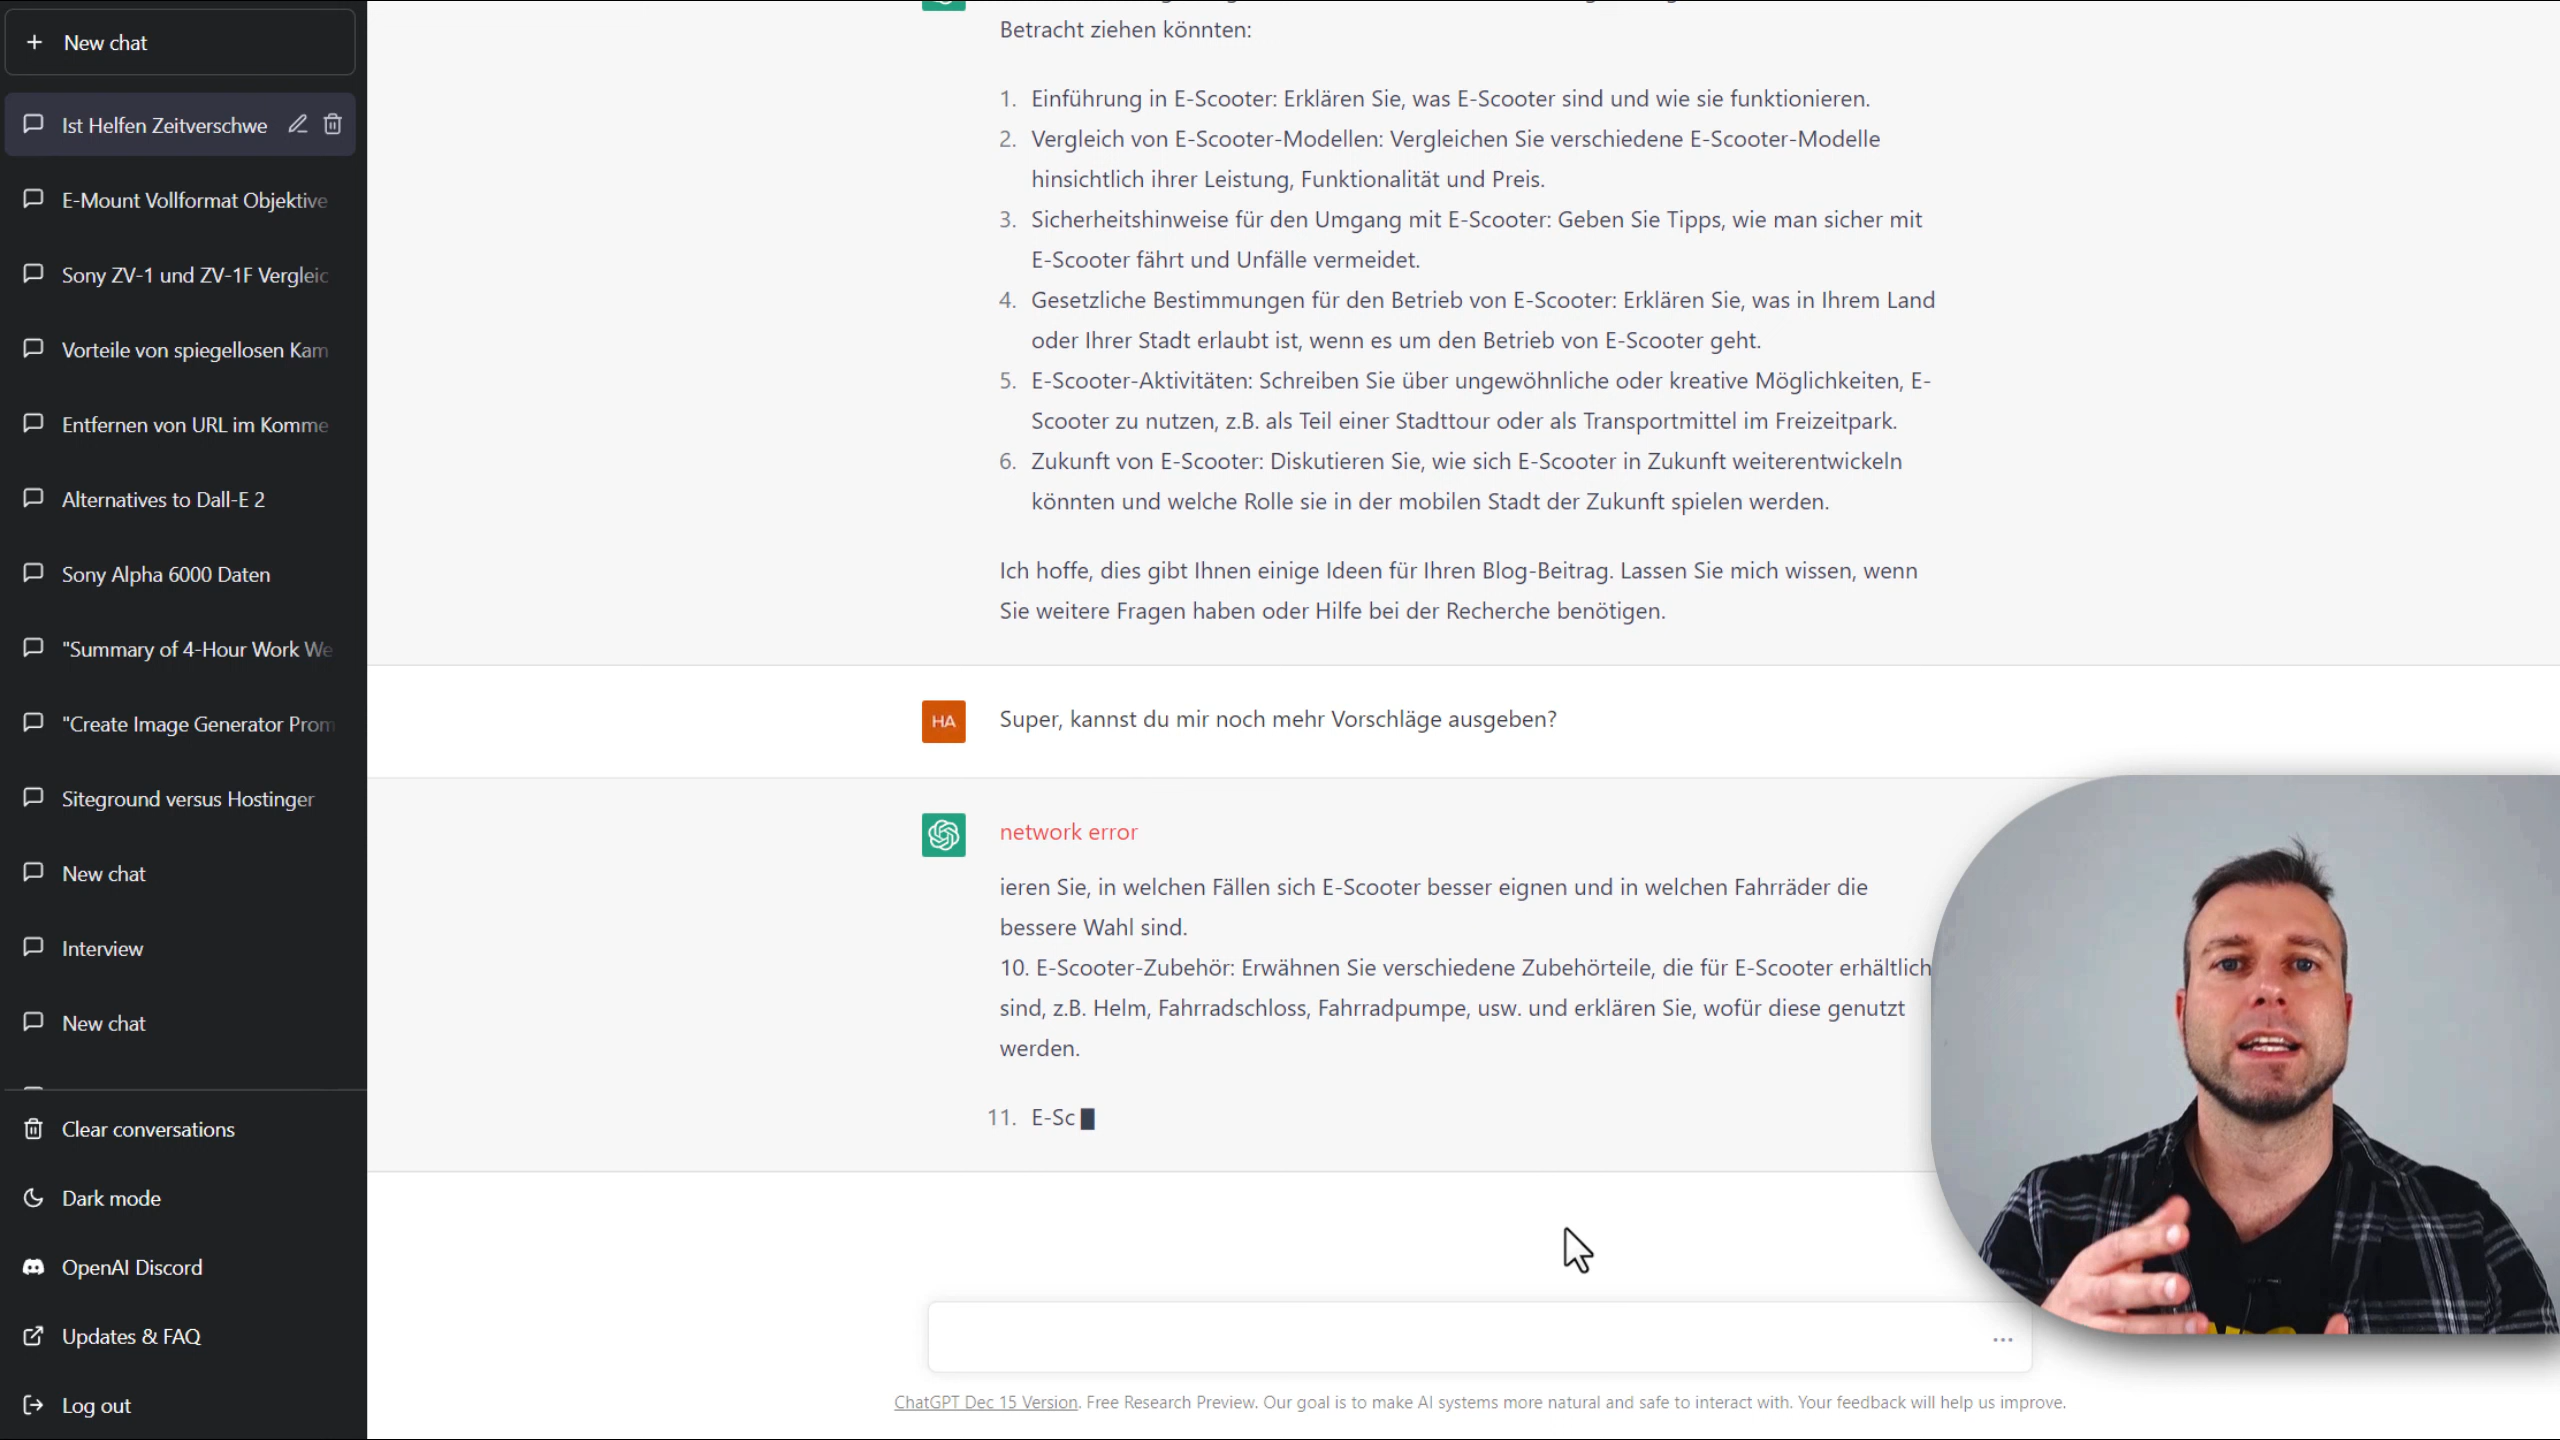 New chat
Ist Helfen Zeitverschwe
E-Mount Vollformat Objektive
Sony ZV-1 und ZV-1F Vergleic
Vorteile von spiegellosen Kam
Entfernen von URL im Komme
Alternatives to Dall-E 2
Sony Alpha 6000 Daten
"Summary of 4-Hour Work We
"Create Image Generator Prom
Siteground versus Hostinger
New chat
Interview
New chat
Clear conversations
Dark mode
OpenAI Discord
Updates & FAQ
Log out
Betracht ziehen könnten:
1. Einführung in E-Scooter: Erklären Sie, was E-Scooter sind und wie sie funktionieren.
2. Vergleich von E-Scooter-Modellen: Vergleichen Sie verschiedene E-Scooter-Modelle
hinsichtlich ihrer Leistung, Funktionalität und Preis.
3. Sicherheitshinweise für den Umgang mit E-Scooter: Geben Sie Tipps, wie man sicher mit
E-Scooter fährt und Unfälle vermeidet.
4. Gesetzliche Bestimmungen für den Betrieb von E-Scooter: Erklären Sie, was in Ihrem Land
oder Ihrer Stadt erlaubt ist, wenn es um den Betrieb von E-Scooter geht.
5. E-Scooter-Aktivitäten: Schreiben Sie über ungewöhnliche oder kreative Möglichkeiten, E-
Scooter zu nutzen, z.B. als Teil einer Stadttour oder als Transportmittel im Freizeitpark.
6. Zukunft von E-Scooter: Diskutieren Sie, wie sich E-Scooter in Zukunft weiterentwickeln
könnten und welche Rolle sie in der mobilen Stadt der Zukunft spielen werden.
Ich hoffe, dies gibt Ihnen einige Ideen für Ihren Blog-Beitrag. Lassen Sie mich wissen, wenn
Sie weitere Fragen haben oder Hilfe bei der Recherche benötigen.
HA
Super, kannst du mir noch mehr Vorschläge ausgeben?
network error
ieren Sie, in welchen Fällen sich E-Scooter besser eignen und in welchen Fahrräder die
bessere Wahl sind.
10. E-Scooter-Zubehör: Erwähnen Sie verschiedene Zubehörteile, die für E-Scooter erhältlich
sind, z.B. Helm, Fahrradschloss, Fahrradpumpe, usw. und erklären Sie, wofür diese genutzt
werden.
11. E-Sc
ChatGPT Dec 15 Version. Free Research Preview. Our goal is to make AI systems more natural and safe to interact with. Your feedback will help us improve.